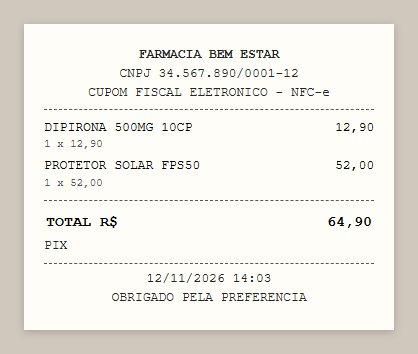 FARMACIA BEM ESTAR
CNPJ 34.567.890/0001-12
CUPOM FISCAL ELETRONICO - NFC-e
DIPIRONA 500MG 10CP 12,90
1 x 12,90
PROTETOR SOLAR FPS50 52,00
1 x 52,00
TOTAL R$ 64,90
PIX
12/11/2026 14:03
OBRIGADO PELA PREFERENCIA